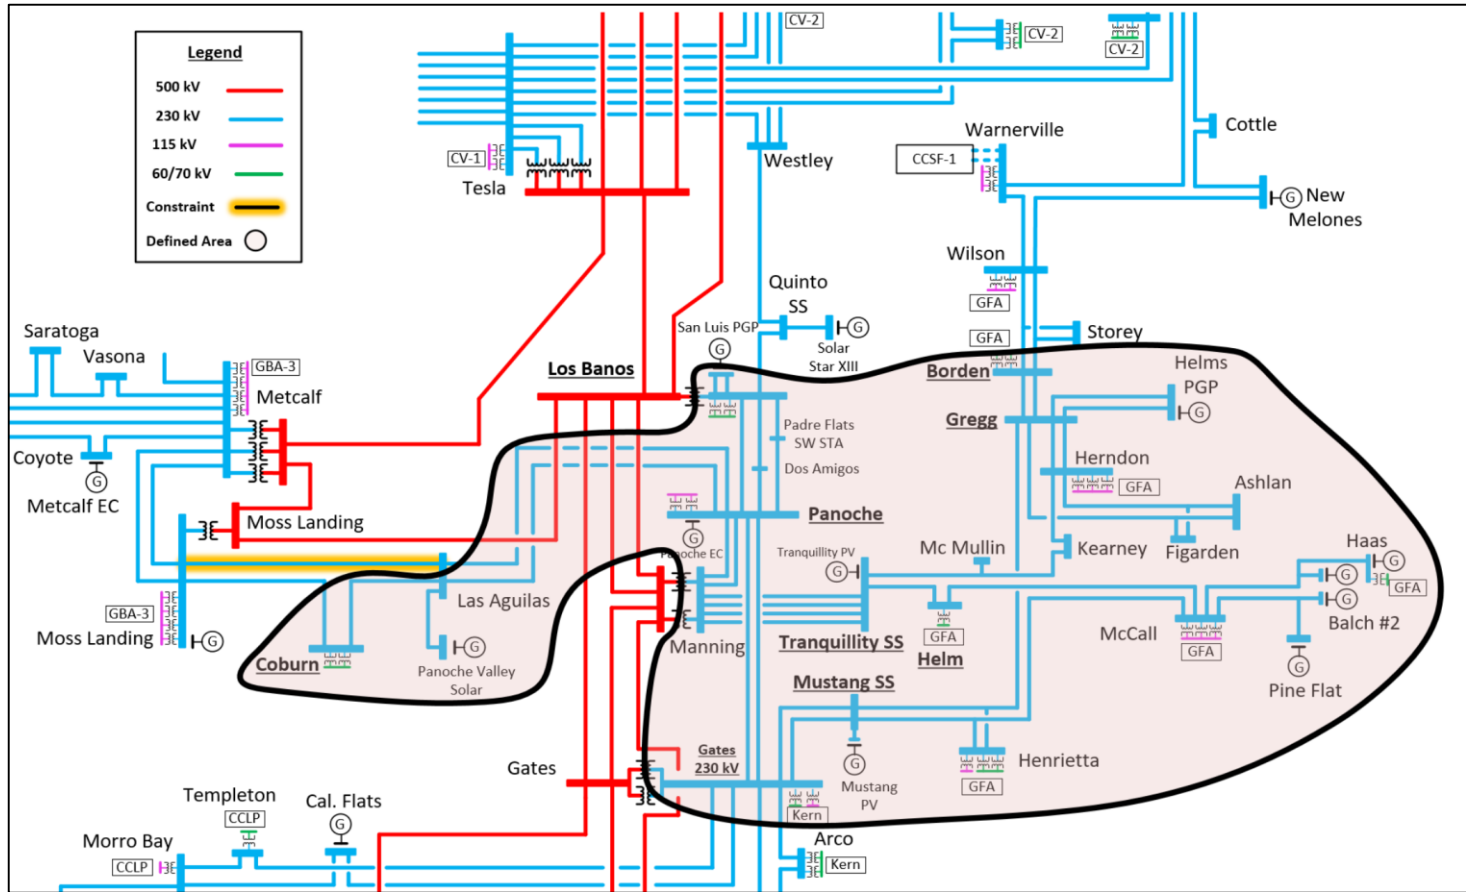 Legend
500 kV
230 kV
115 kV
60/70 kV
Constraint
Defined Area
CV-2
CV-2
CV-2
CV-1
Tesla
Westley
Warnerville
CCSF-1
Cottle
G
New
Melones
Wilson
GFA
Quinto
SS
San Luis PGP
G
G
Solar
Star XIII
GFA
Storey
Saratoga
Vasona
GBA-3
Metcalf
Coyote
G
Metcalf EC
Los Banos
Borden
Helms
PGP
G
Gregg
Padre Flats
SW STA
Dos Amigos
Herndon
GFA
Ashlan
Moss Landing
Panoche
G
Panoche EC
Tranquillity PV
G
Mc Mullin
Kearney
Figarden
Haas
G
GFA
G
G
Balch #2
Las Aguilas
GBA-3
Moss Landing
G
Coburn
G
Panoche Valley
Solar
Manning
Tranquillity SS
GFA
Helm
McCall
GFA
G
Pine Flat
Mustang SS
Gates
Gates
230 kV
G
Mustang
PV
Henrietta
GFA
Kern
Templeton
CCLP
Cal. Flats
G
Morro Bay
CCLP
Arco
Kern